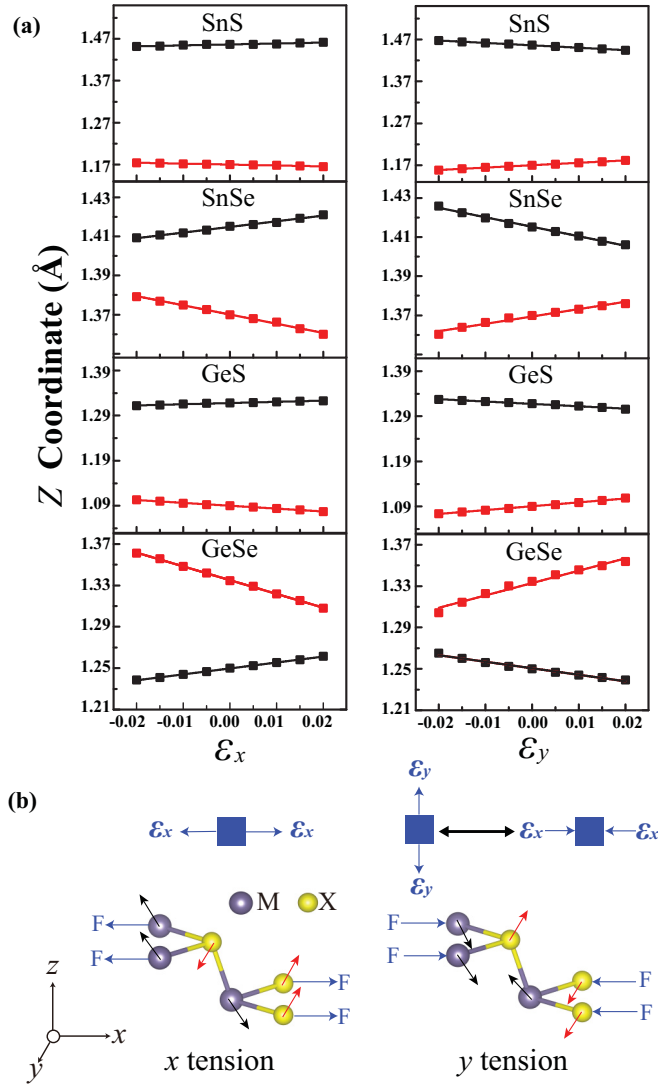 (a)
SnS
SnS
1.47
1.37
1.27
1.17
1.47
1.37
1.27
1.17
SnSe
SnSe
1.43
1.41
1.39
1.37
1.43
1.41
1.39
1.37
GeS
GeS
1.39
1.29
1.19
1.09
1.39
1.29
1.19
1.09
GeSe
GeSe
1.37
1.33
1.29
1.25
1.21
1.37
1.33
1.29
1.25
1.21
Z Coordinate (Å)
-0.02 -0.01 0.00 0.01 0.02
-0.02 -0.01 0.00 0.01 0.02
εx
εy
(b)
εx εx
εy
εx εx
εy
M X
F
F
F
F
F
F
F
F
z
x
y
x tension
y tension